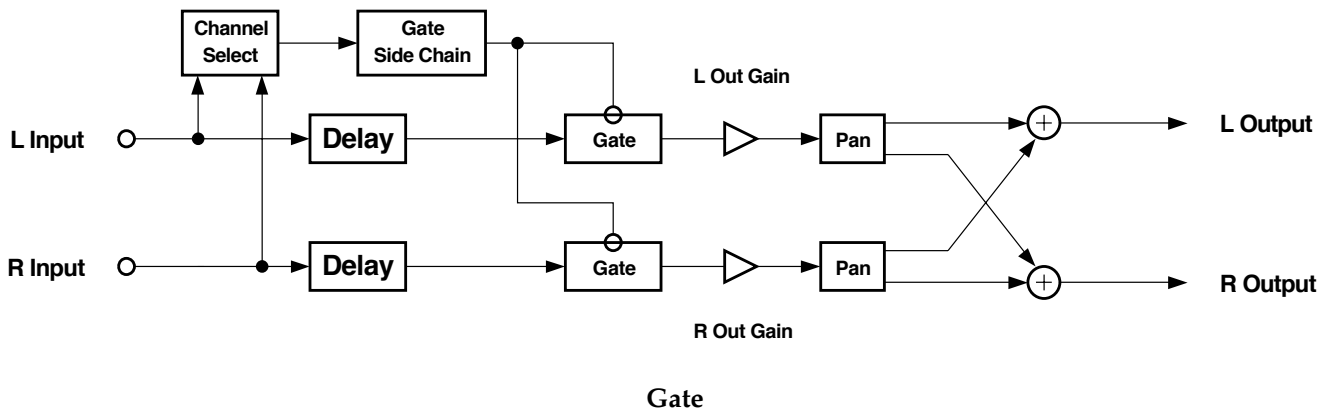 Channel
Select
Gate
Side Chain
L Out Gain
L Input
Delay
Gate
Pan
+
L Output
R Input
Delay
Gate
Pan
+
R Output
R Out Gain
Gate